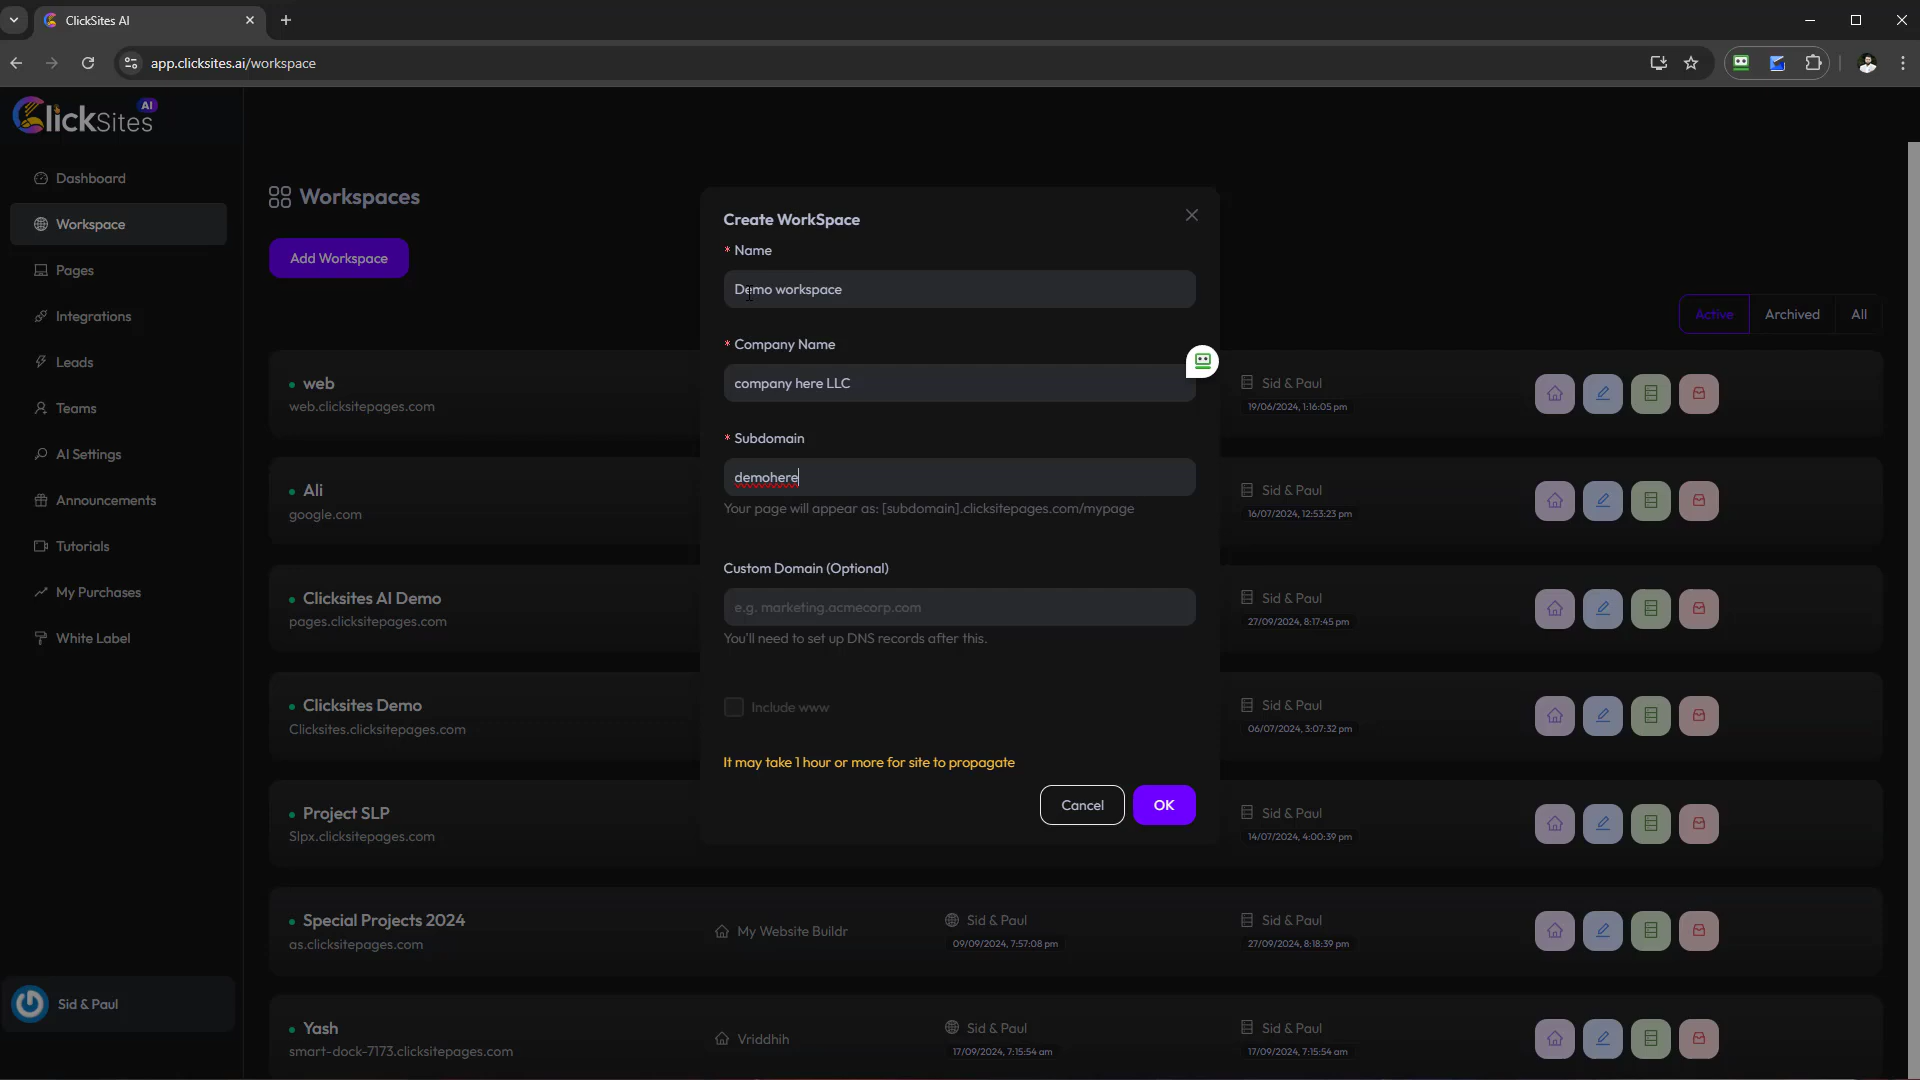 ClickSites AI
app.clicksites.ai/workspace
ClickSites AI
Dashboard
Workspace
Pages
Integrations
Leads
Teams
AI Settings
Announcements
Tutorials
My Purchases
White Label
Sid & Paul
Workspaces
Add Workspace
Active
Archived
All
web
web.clicksitepages.com
Sid & Paul
19/06/2024, 1:16:05 pm
Ali
google.com
Sid & Paul
16/07/2024, 12:53:23 pm
Clicksites AI Demo
pages.clicksitepages.com
Sid & Paul
27/09/2024, 8:17:45 pm
Clicksites Demo
Clicksites.clicksitepages.com
Sid & Paul
06/07/2024, 3:07:32 pm
Project SLP
Slpx.clicksitepages.com
Sid & Paul
14/07/2024, 4:00:39 pm
Special Projects 2024
as.clicksitepages.com
My Website Buildr
Sid & Paul
09/09/2024, 7:57:08 pm
Sid & Paul
27/09/2024, 8:18:39 pm
Yash
smart-dock-7173.clicksitepages.com
Vriddhih
Sid & Paul
17/09/2024, 7:15:54 am
Sid & Paul
17/09/2024, 7:15:54 am
Create WorkSpace
* Name
Demo workspace
* Company Name
company here LLC
* Subdomain
demohere
Your page will appear as: [subdomain].clicksitepages.com/mypage
Custom Domain (Optional)
e.g. marketing.acmecorp.com
You'll need to set up DNS records after this.
Include www
It may take 1 hour or more for site to propagate
Cancel
OK